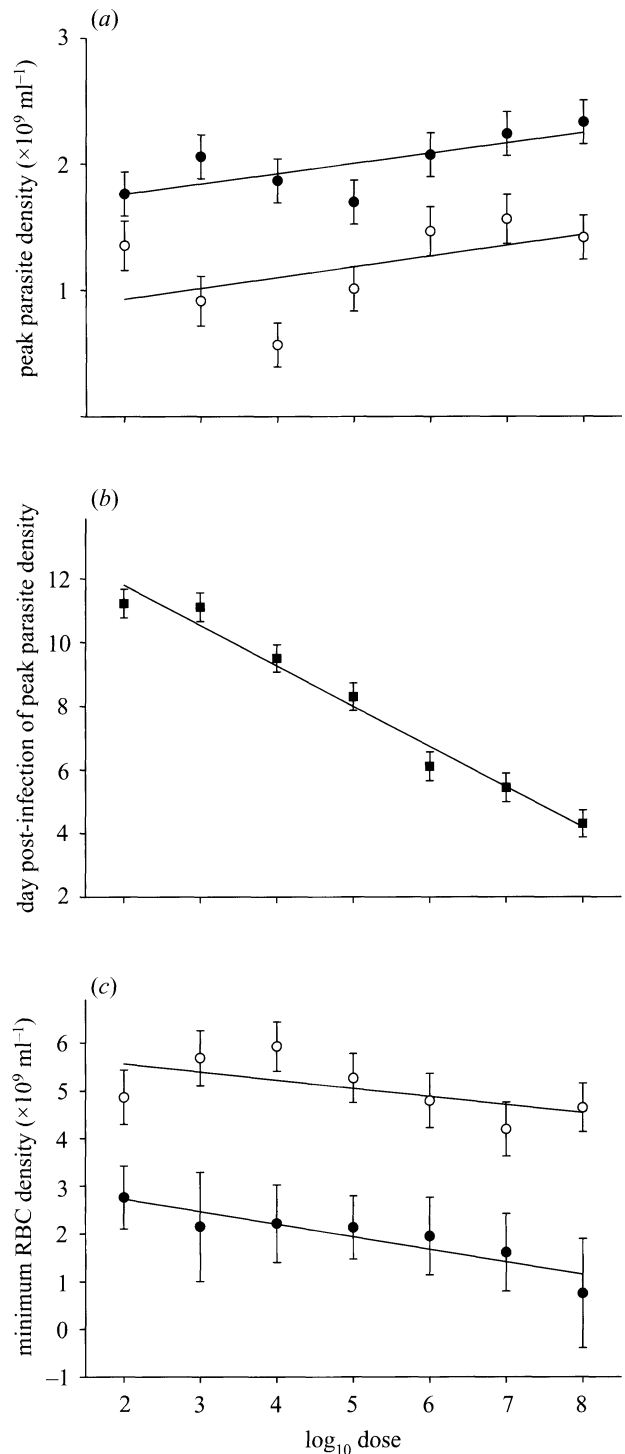 (a)
peak parasite density (×10⁹ ml⁻¹)
3
2
1
(b)
day post-infection of peak parasite density
12
10
8
6
4
2
(c)
minimum RBC density (×10⁹ ml⁻¹)
6
5
4
3
2
1
0
–1
2 3 4 5 6 7 8
log₁₀ dose